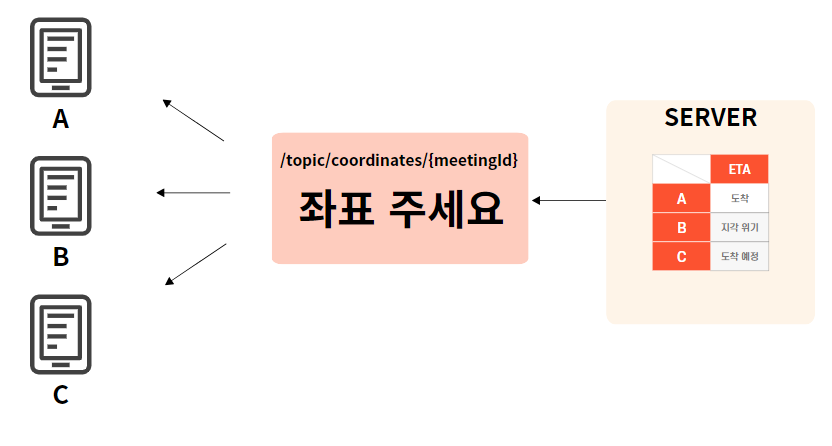 A
B
C
/topic/coordinates/{meetingId}
좌표 주세요
SERVER
ETA
A 도착
B 지각 위기
C 도착 예정